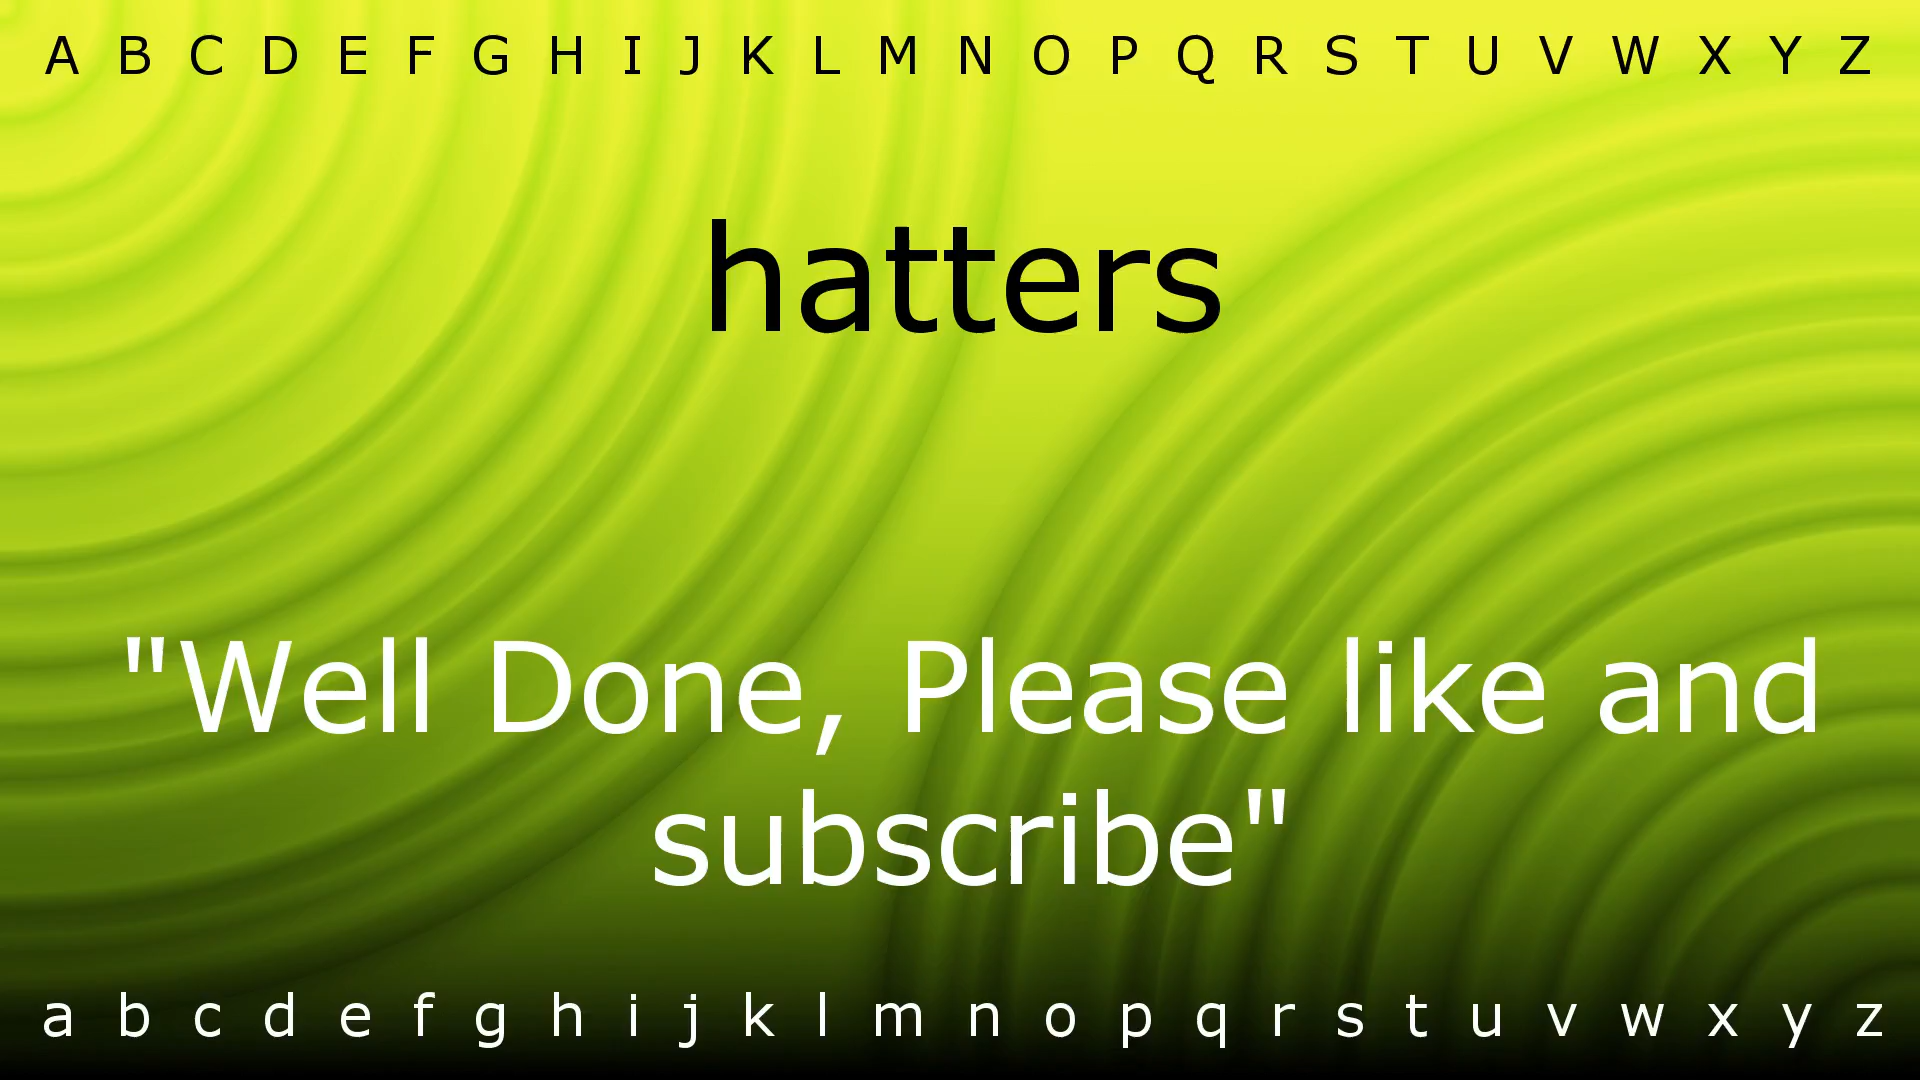 A B C D E F G H I J K L M N O P Q R S T U V W X Y Z
hatters
"Well Done, Please like and
subscribe"
a b c d e f g h i j k l m n o p q r s t u v w x y z